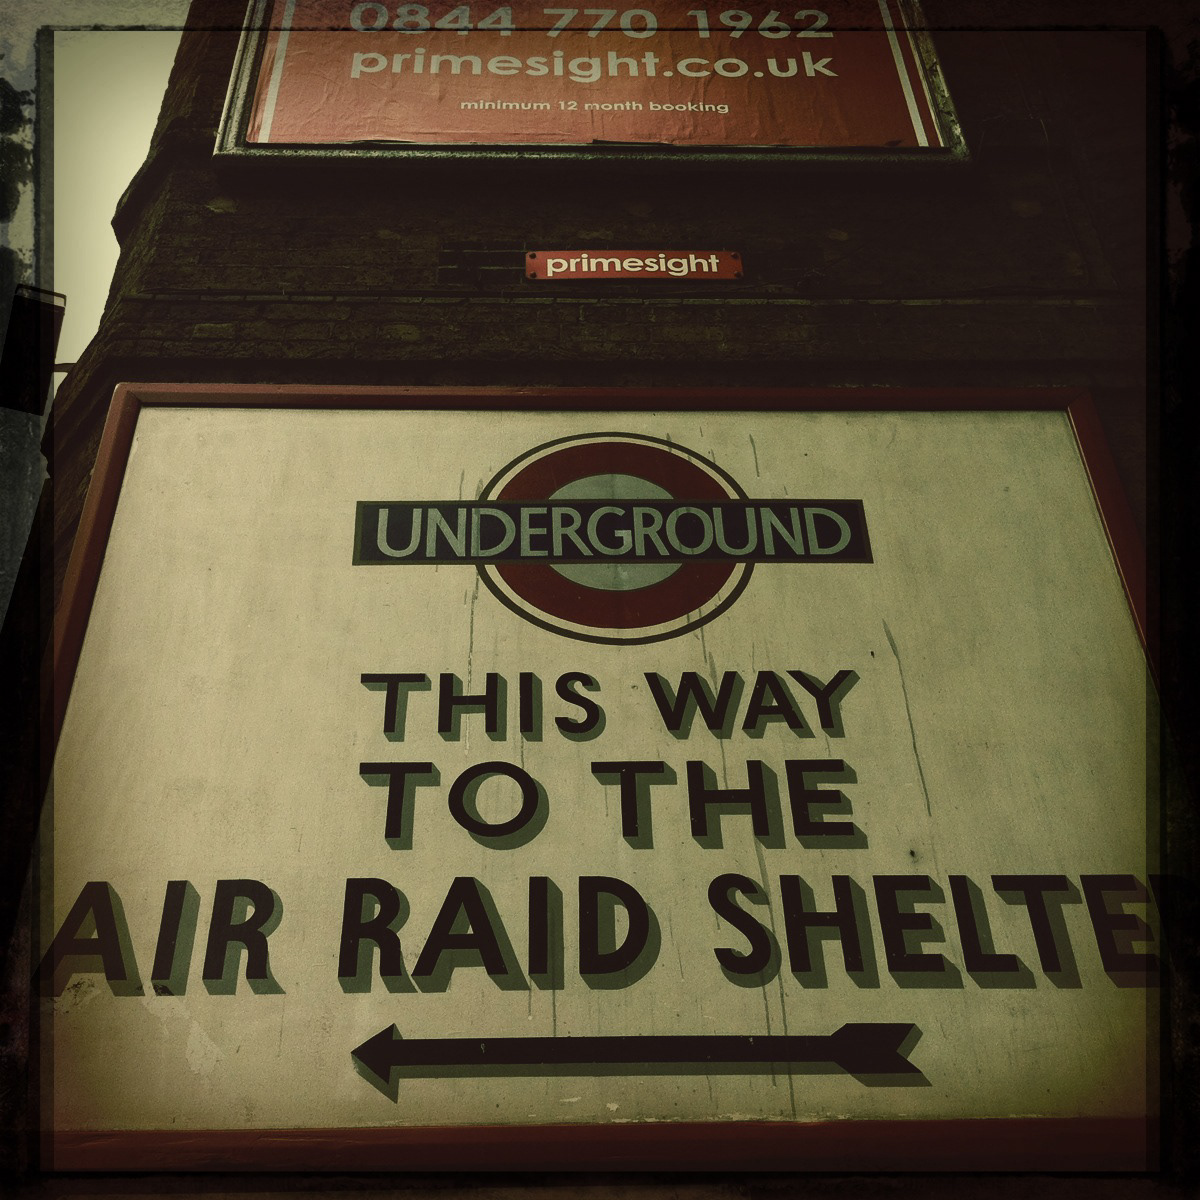 0844 770 1962
primesight.co.uk
minimum 12 month booking
primesight
UNDERGROUND
THIS WAY
TO THE
AIR RAID SHELTE